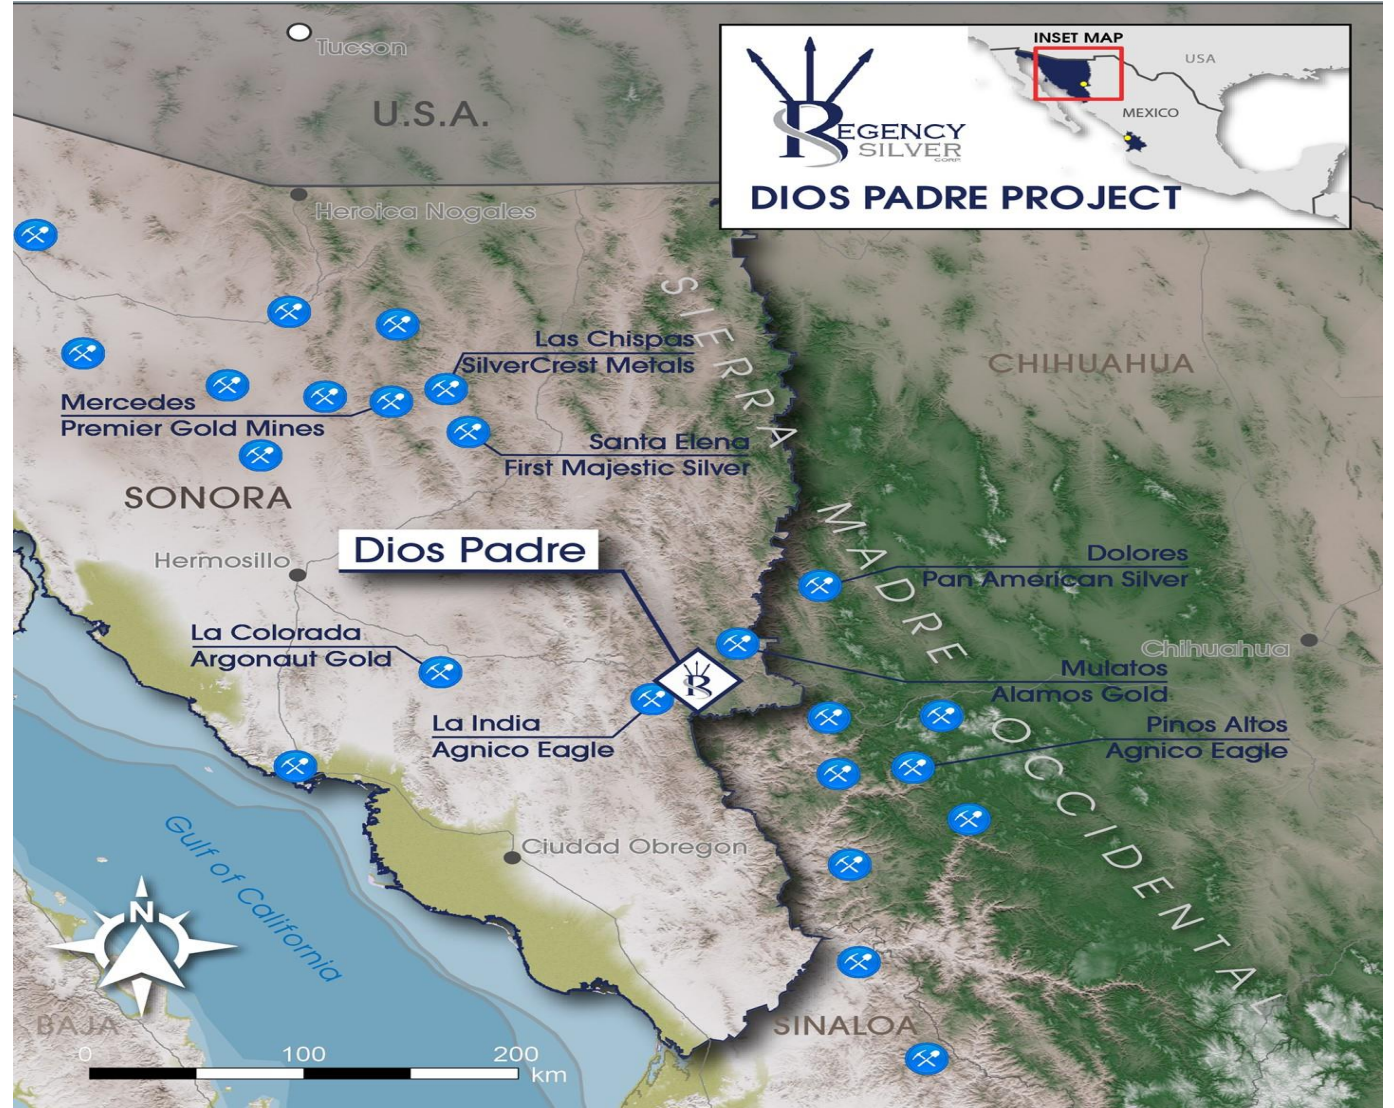 Tucson
U.S.A.
Heroica Nogales
REGENCY
SILVER
CORP.
DIOS PADRE PROJECT
INSET MAP
USA
MEXICO
SIERRA MADRE OCCIDENTAL
CHIHUAHUA
Las Chispas
SilverCrest Metals
Mercedes
Premier Gold Mines
Santa Elena
First Majestic Silver
SONORA
Hermosillo
Dios Padre
Dolores
Pan American Silver
La Colorada
Argonaut Gold
Chihuahua
Mulatos
Alamos Gold
La India
Agnico Eagle
Pinos Altos
Agnico Eagle
Ciudad Obregon
Gulf of California
N
BAJA
SINALOA
0 100 200
km